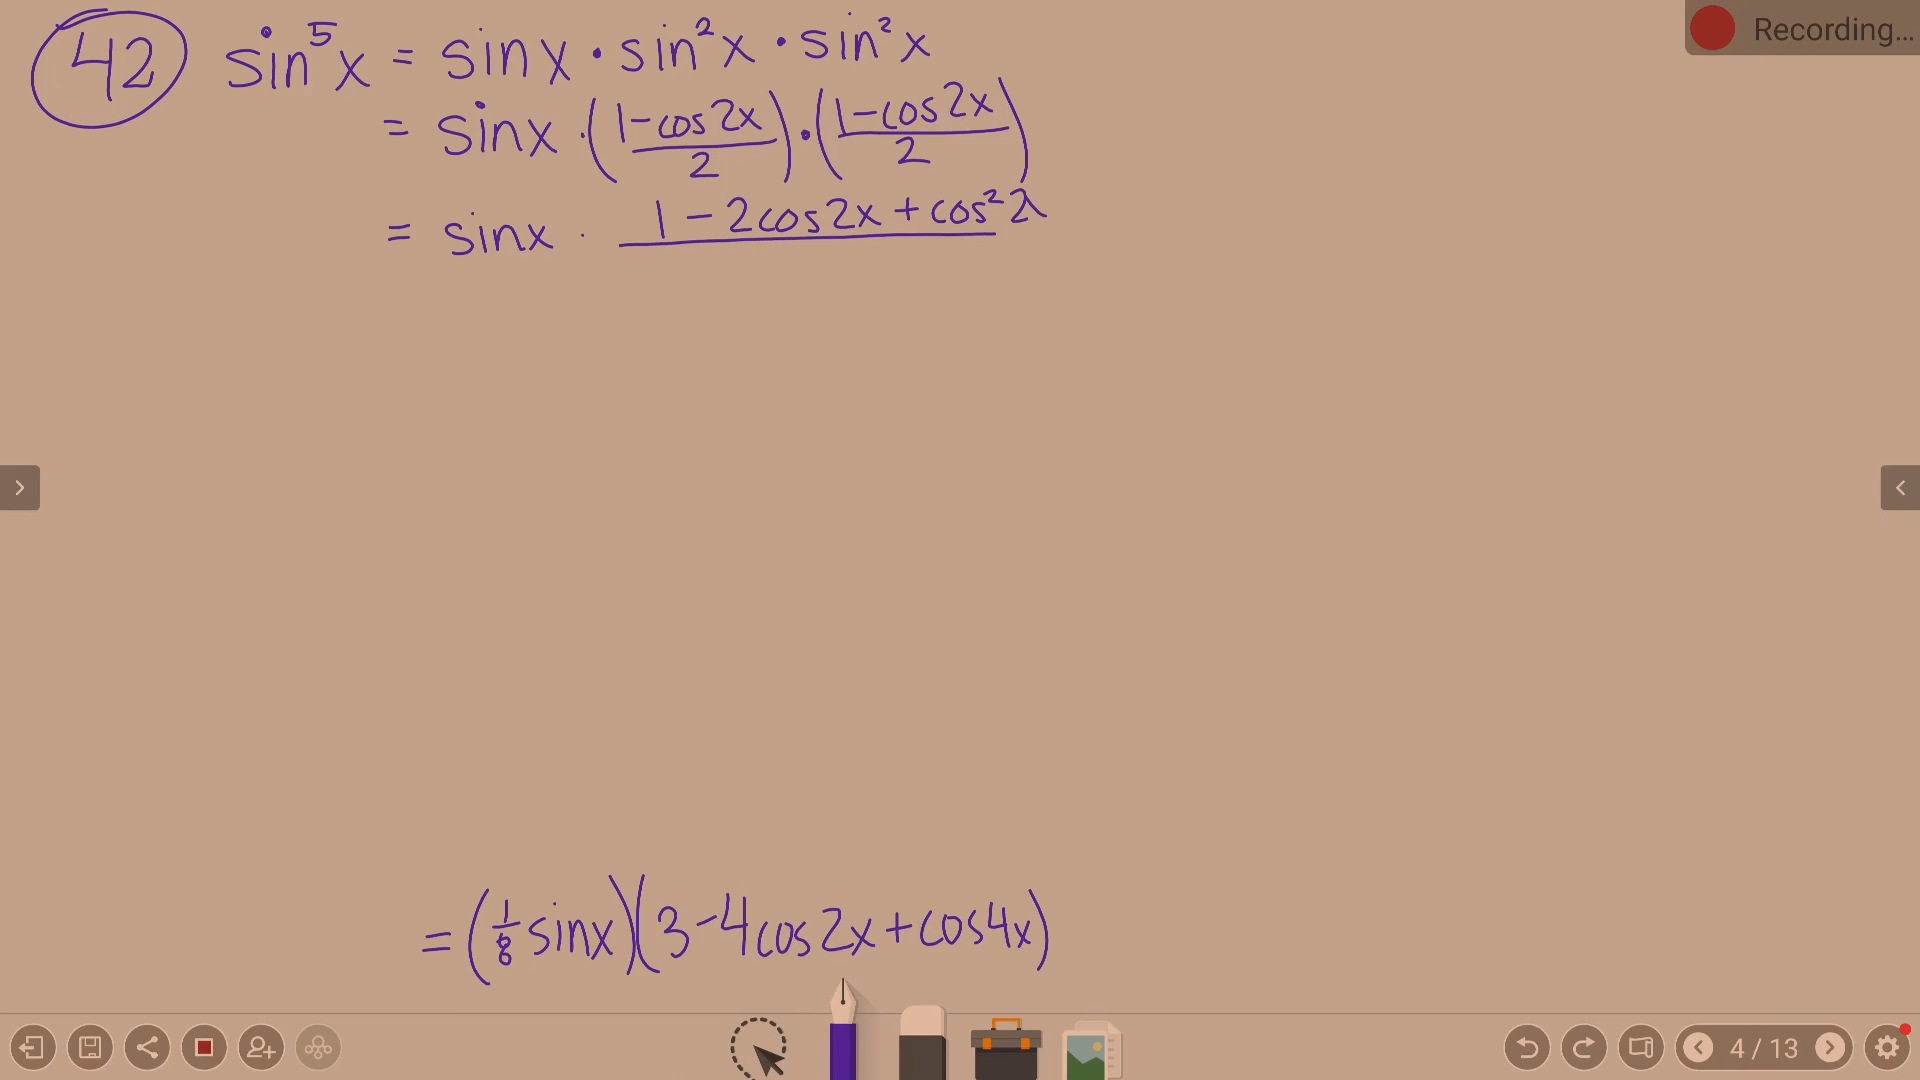 42 sin⁵x = sinx · sin²x · sin²x
= sinx · (1-cos2x/2) · (1-cos2x/2)
= sinx · 1 - 2cos2x + cos²2
= (1/8 sinx)(3-4cos2x+cos4x)
Recording...
4 / 13